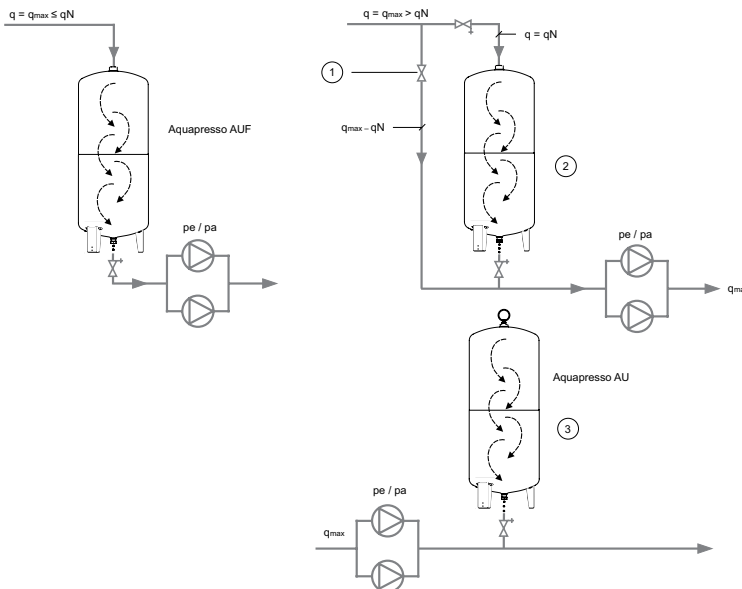 q = qmax ≤ qN
Aquapresso AUF
pe / pa
q = qmax > qN
q = qN
1
qmax – qN
2
pe / pa
Aquapresso AU
3
pe / pa
qmax